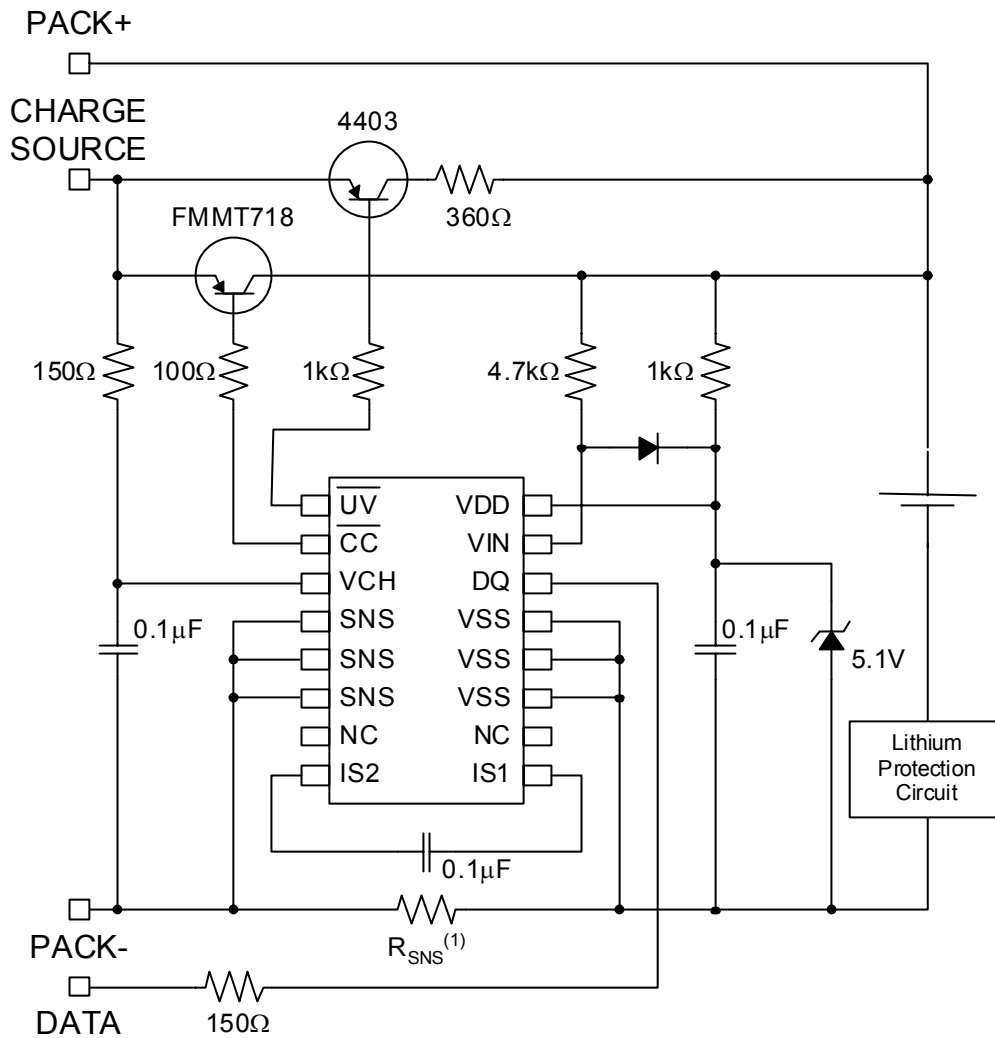 PACK+
CHARGE
SOURCE
4403
360Ω
FMMT718
150Ω
100Ω
1kΩ
4.7kΩ
1kΩ
UV
VDD
CC
VIN
VCH
DQ
SNS
VSS
SNS
VSS
SNS
VSS
NC
NC
IS2
IS1
0.1µF
0.1µF
5.1V
Lithium
Protection
Circuit
0.1µF
PACK-
RSNS(1)
DATA
150Ω